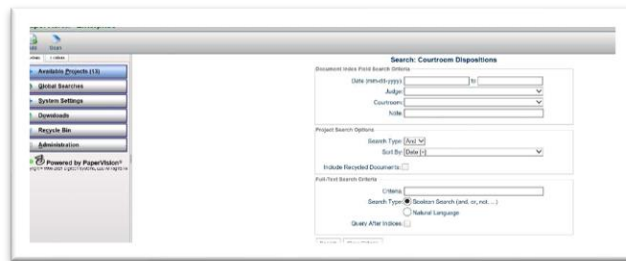 Scan
Available Projects (13)
Global Searches
System Settings
Downloads
Recycle Bin
Administration
Powered by PaperVision®
Search: Courtroom Dispositions
Document Index Field Search Criteria
Date (mm-dd-yyyy) to
Judge
Courtroom
Note
Project Search Options
Search Type: And
Sort By: Date [+]
Include Recycled Documents:
Full-Text Search Criteria
Criteria
Search Type: Boolean Search (and, or, not, ...)
Natural Language
Query After Indices: